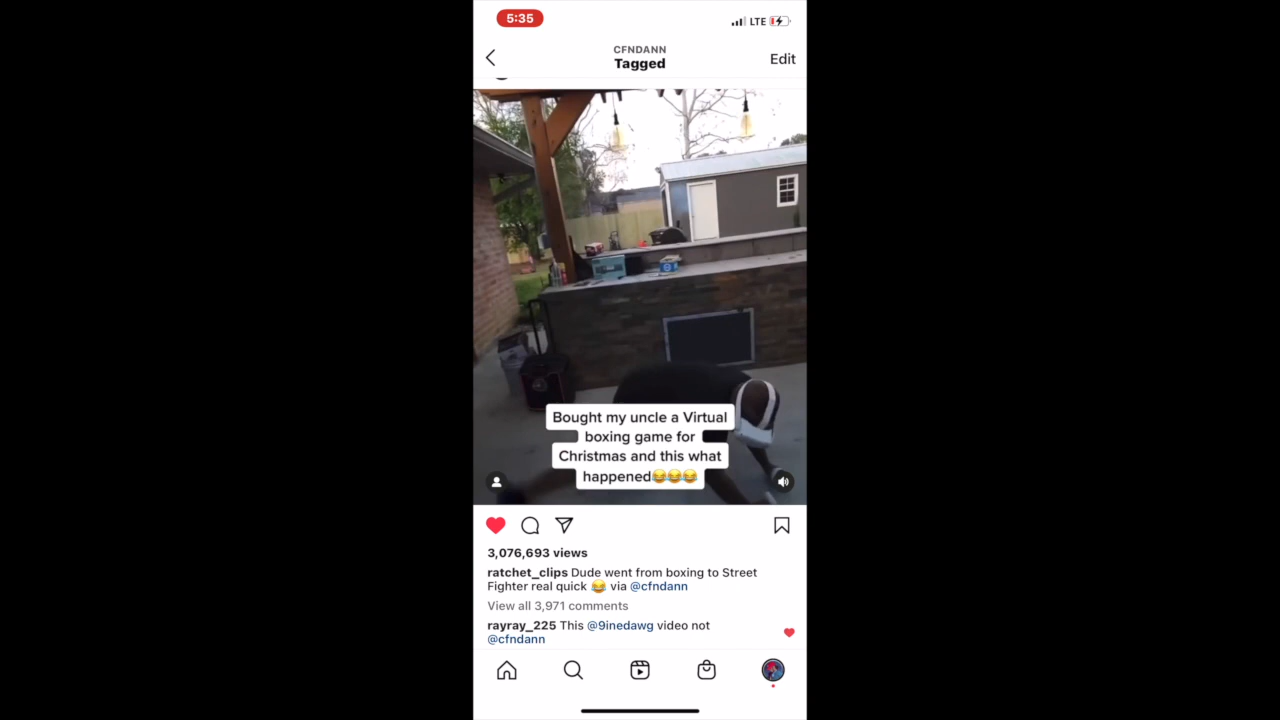 5:35
LTE
CFNDANN
Tagged
Edit
Bought my uncle a Virtual
boxing game for
Christmas and this what
happened😂😂😂
3,076,693 views
ratchet_clips Dude went from boxing to Street
Fighter real quick 😂 via @cfndann
View all 3,971 comments
rayray_225 This @9inedawg video not
@cfndann